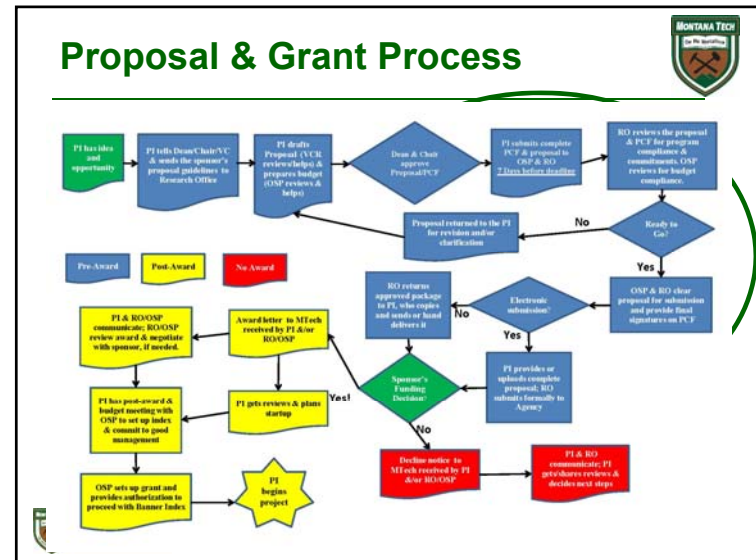 Proposal & Grant Process
MONTANA TECH
PI has idea
and
opportunity
PI tells Dean/Chair/VC
& sends the sponsor's
proposal guidelines to
Research Office
PI drafts
Proposal (VCR
reviews/helps) &
prepares budget
(OSP reviews &
helps)
Dean & Chair
approve
Proposal/PCF
PI submits complete
PCF & proposal to
OSP & RO
7 Days before deadline
RO reviews the proposal
& PCF for program
compliance &
commitments. OSP
reviews for budget
compliance.
Proposal returned to the PI
for revision and/or
clarification
No
Ready to
Go?
Yes
Pre-Award
Post-Award
No Award
OSP & RO clear
proposal for submission
and provide final
signatures on PCF
Electronic
submission?
No
Yes
RO returns
approved package
to PI, who copies
and sends or hand
delivers it
PI provides or
uploads complete
proposal; RO
submits formally to
Agency
Sponsor's
Funding
Decision?
Yes!
No
Award letter to MTech
received by PI &/or
RO/OSP
PI & RO/OSP
communicate; RO/OSP
review award & negotiate
with sponsor, if needed.
PI gets reviews & plans
startup
PI has post-award &
budget meeting with
OSP to set up index
& commit to good
management
OSP sets up grant and
provides authorization to
proceed with Banner Index
PI
begins
project
Decline notice to
MTech received by PI
&/or RO/OSP
PI & RO
communicate; PI
gets/shares reviews &
decides next steps